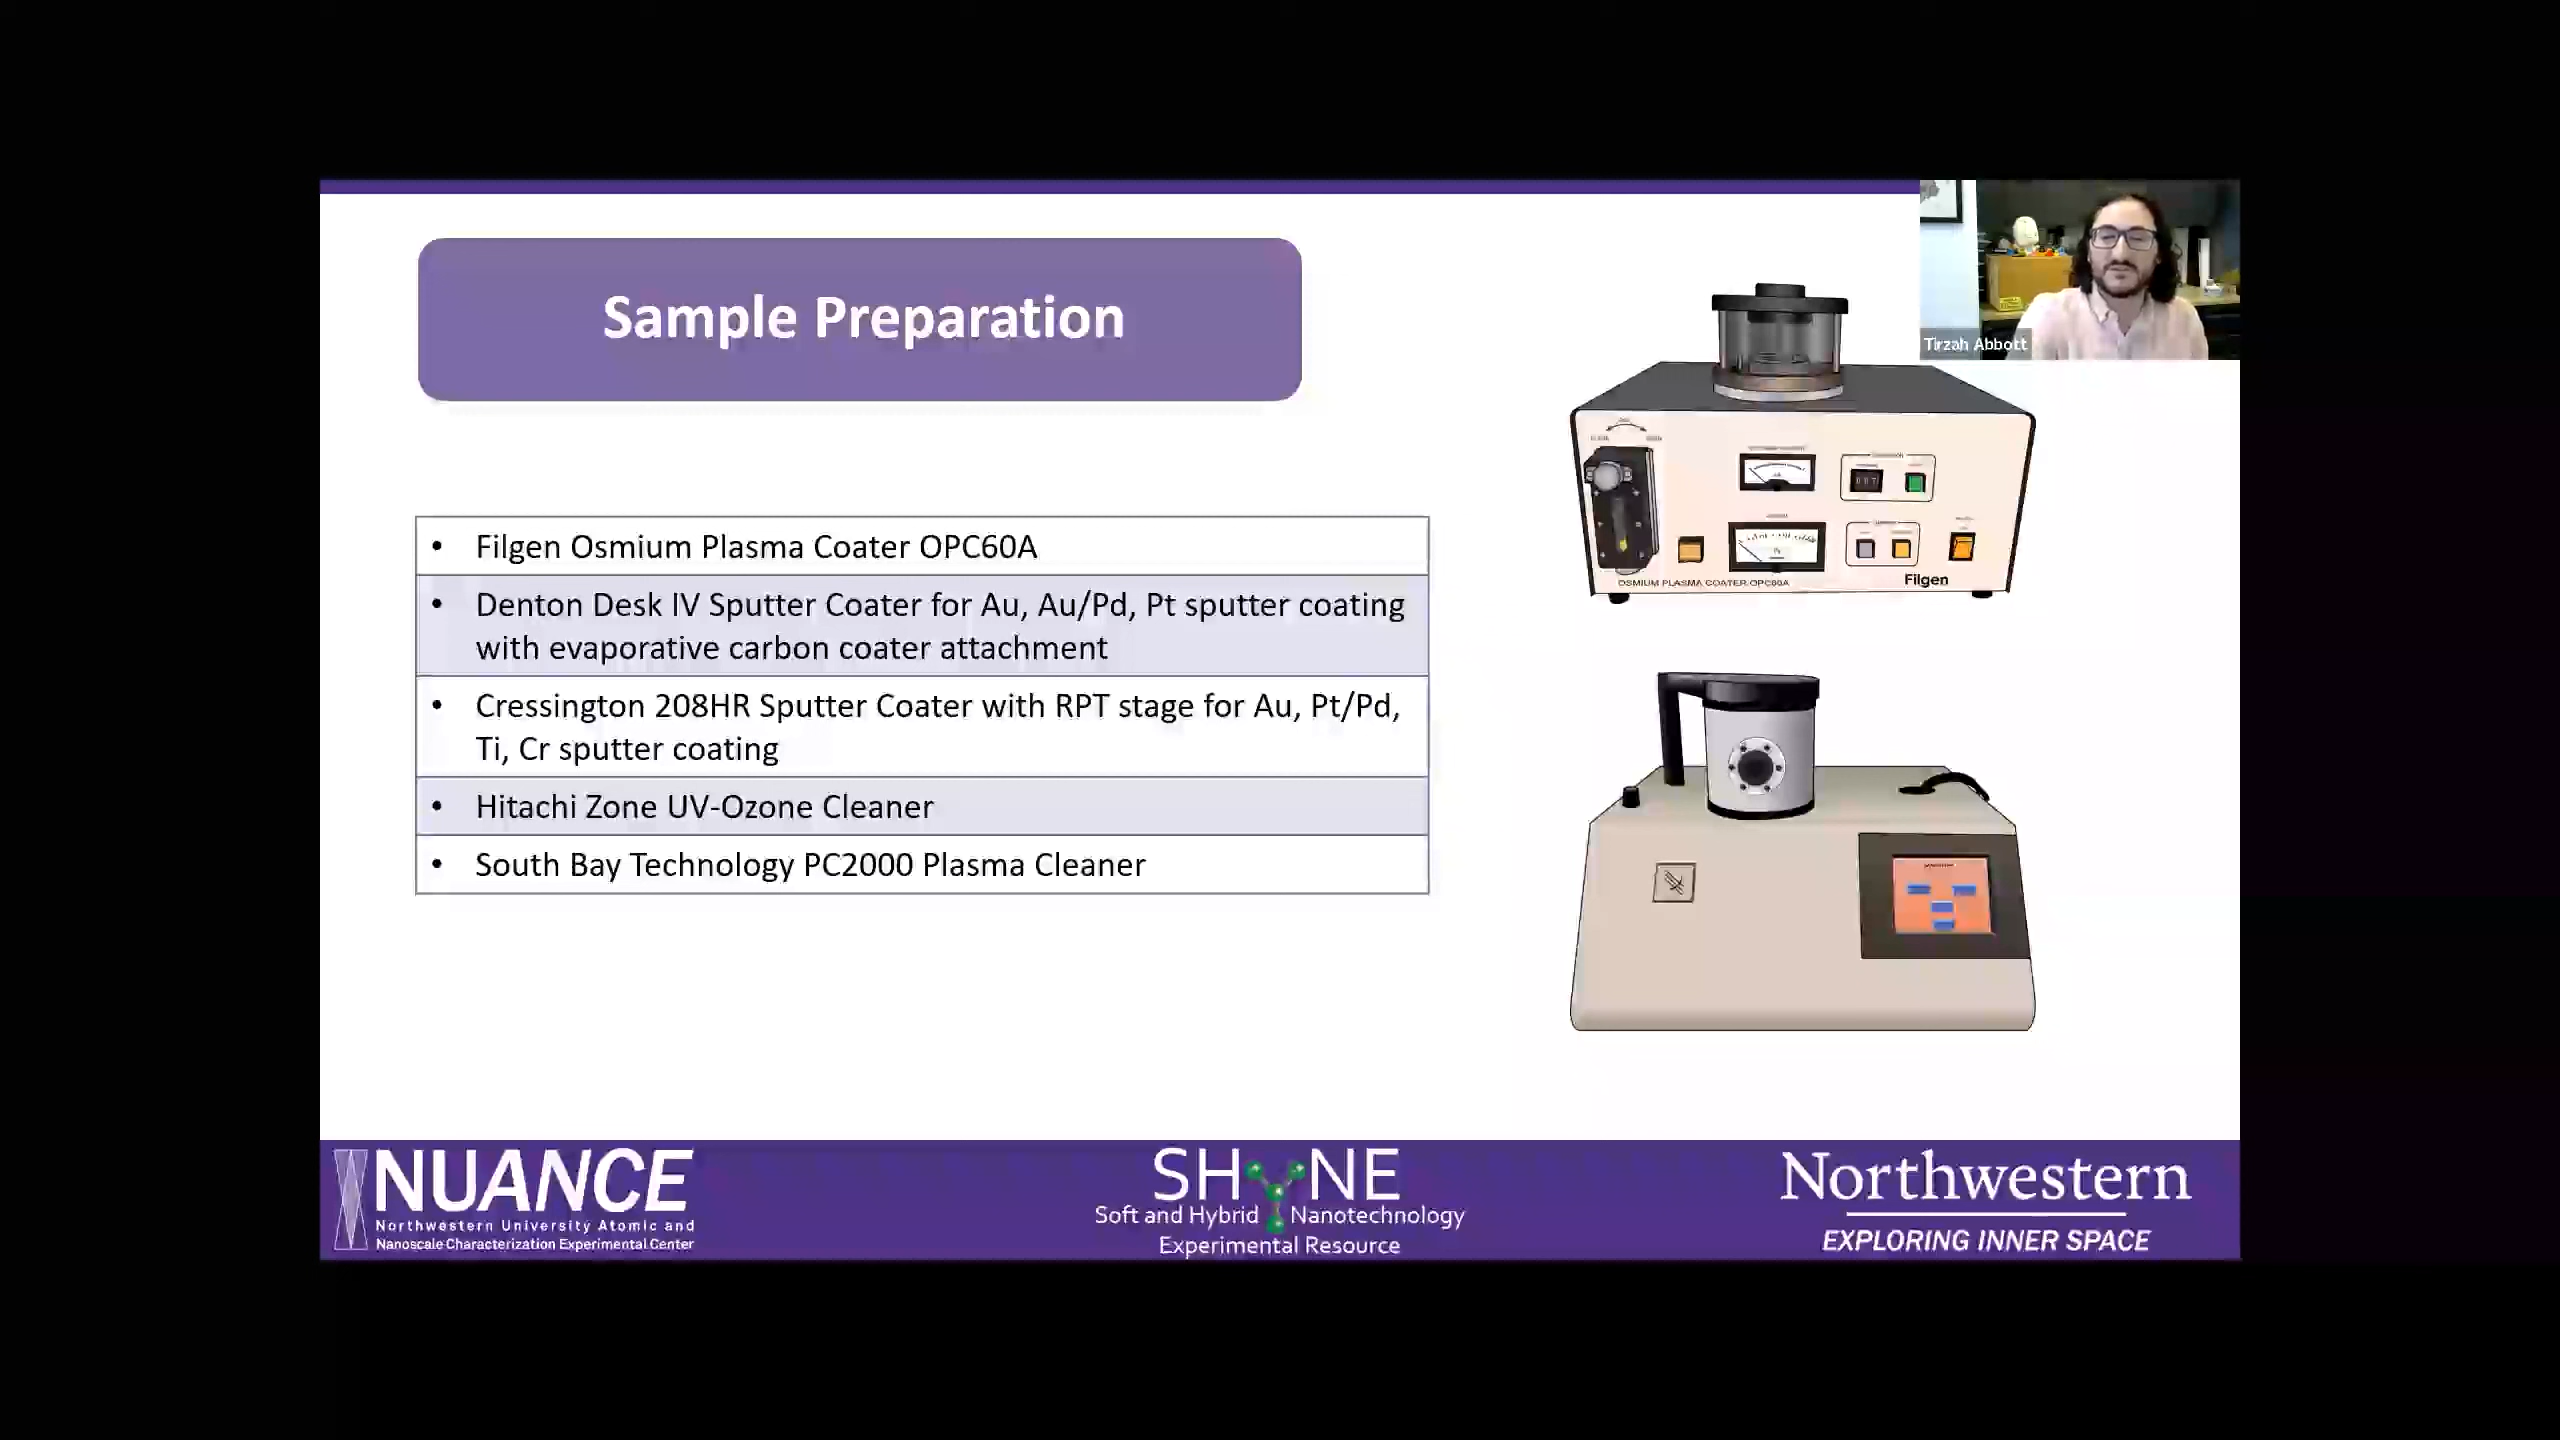 Sample Preparation
Tirzah Abbott
• Filgen Osmium Plasma Coater OPC60A
• Denton Desk IV Sputter Coater for Au, Au/Pd, Pt sputter coating
with evaporative carbon coater attachment
• Cressington 208HR Sputter Coater with RPT stage for Au, Pt/Pd,
Ti, Cr sputter coating
• Hitachi Zone UV-Ozone Cleaner
• South Bay Technology PC2000 Plasma Cleaner
OSMIUM PLASMA COATER OPC60A
Filgen
NUANCE
Northwestern University Atomic and
Nanoscale Characterization Experimental Center
SHYNE
Soft and Hybrid Nanotechnology
Experimental Resource
Northwestern
EXPLORING INNER SPACE